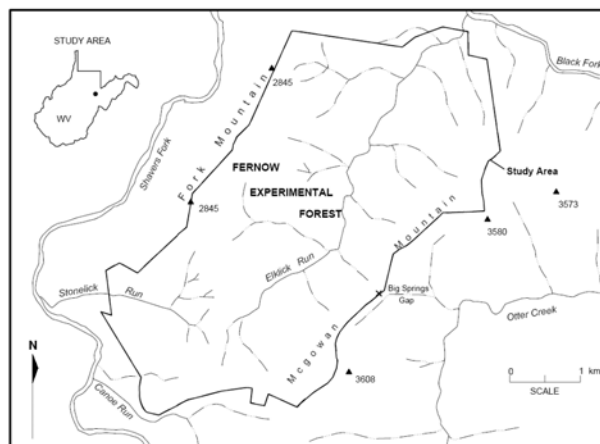 STUDY AREA
WV
Shavers Fork
Fork Mountain
2845
Black Fork
FERNOW
EXPERIMENTAL
FOREST
Study Area
3573
2845
Mountain
3580
Elklick Run
Stonelick Run
Big Springs
Gap
Otter Creek
Mcgowan
N
3608
Canoe Run
0 1 km
SCALE